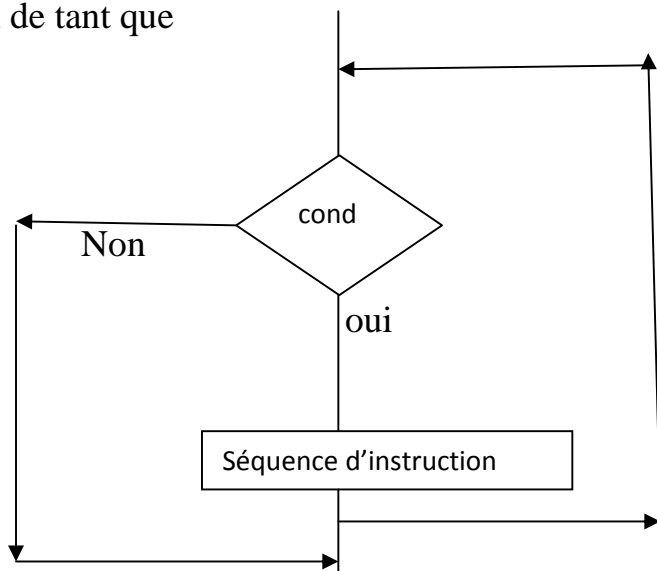 de tant que
cond
Non
oui
Séquence d’instruction